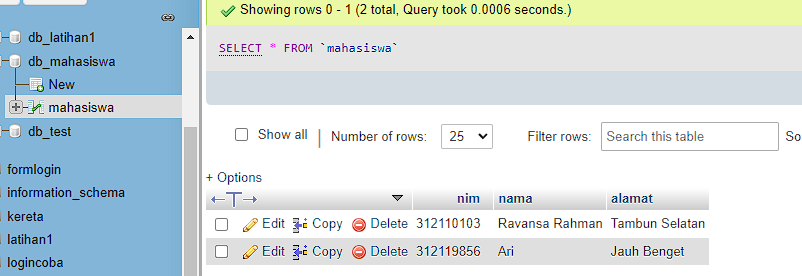 Showing rows 0 - 1 (2 total, Query took 0.0006 seconds.)
SELECT * FROM `mahasiswa`
db_latihan1
db_mahasiswa
New
mahasiswa
db_test
formlogin
information_schema
kereta
latihan1
logincoba
Show all | Number of rows: 25 Filter rows: Search this table So
+ Options
←T→ nim nama alamat
Edit Copy Delete 312110103 Ravansa Rahman Tambun Selatan
Edit Copy Delete 312119856 Ari Jauh Benget